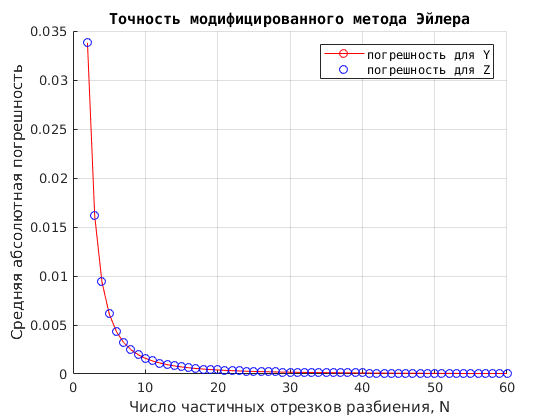 Точность модифицированного метода Эйлера
погрешность для Y
погрешность для Z
Средняя абсолютная погрешность
0.035
0.03
0.025
0.02
0.015
0.01
0.005
0
0 10 20 30 40 50 60
Число частичных отрезков разбиения, N